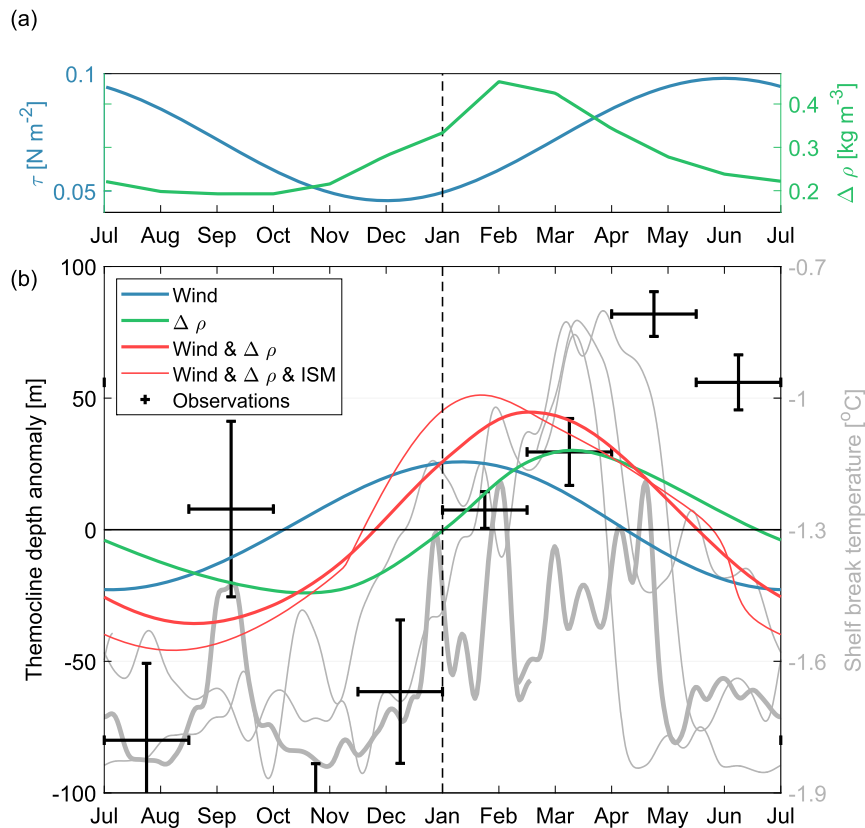 (a)
0.1
0.05
τ [N m-2]
0.4
0.3
0.2
Δ ρ [kg m-3]
Jul Aug Sep Oct Nov Dec Jan Feb Mar Apr May Jun Jul
(b)
100
50
0
-50
-100
Themocline depth anomaly [m]
Wind
Δ ρ
Wind & Δ ρ
Wind & Δ ρ & ISM
Observations
-0.7
-1
-1.3
-1.6
-1.9
Shelf break temperature [oC]
Jul Aug Sep Oct Nov Dec Jan Feb Mar Apr May Jun Jul